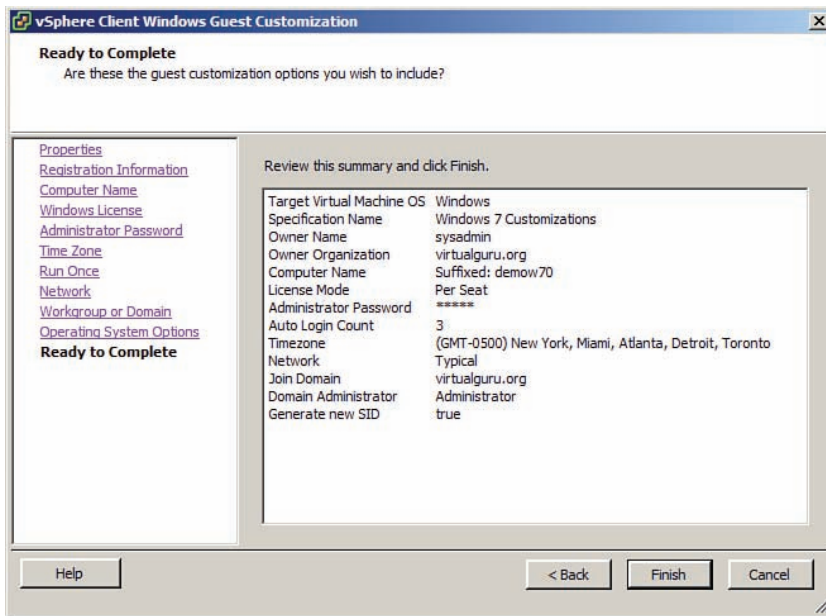 vSphere Client Windows Guest Customization
Ready to Complete
Are these the guest customization options you wish to include?
Properties
Registration Information
Computer Name
Windows License
Administrator Password
Time Zone
Run Once
Network
Workgroup or Domain
Operating System Options
Ready to Complete
Review this summary and click Finish.
Target Virtual Machine OS Windows
Specification Name Windows 7 Customizations
Owner Name sysadmin
Owner Organization virtualguru.org
Computer Name Suffixed: demow70
License Mode Per Seat
Administrator Password *****
Auto Login Count 3
Timezone (GMT-0500) New York, Miami, Atlanta, Detroit, Toronto
Network Typical
Join Domain virtualguru.org
Domain Administrator Administrator
Generate new SID true
Help < Back Finish Cancel